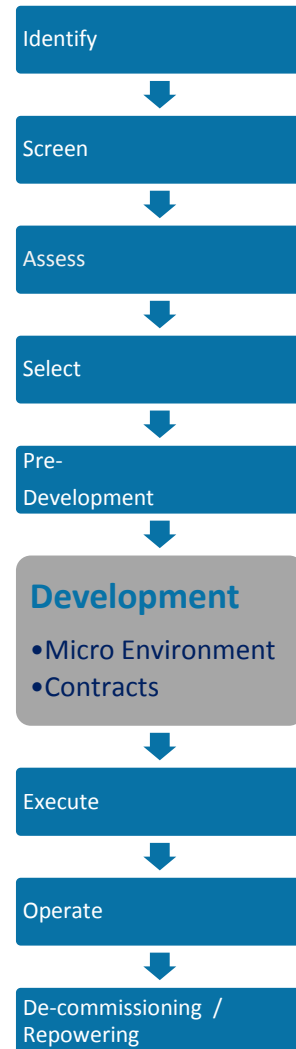 Identify
Screen
Assess
Select
Pre-
Development
Development
•Micro Environment
•Contracts
Execute
Operate
De-commissioning /
Repowering